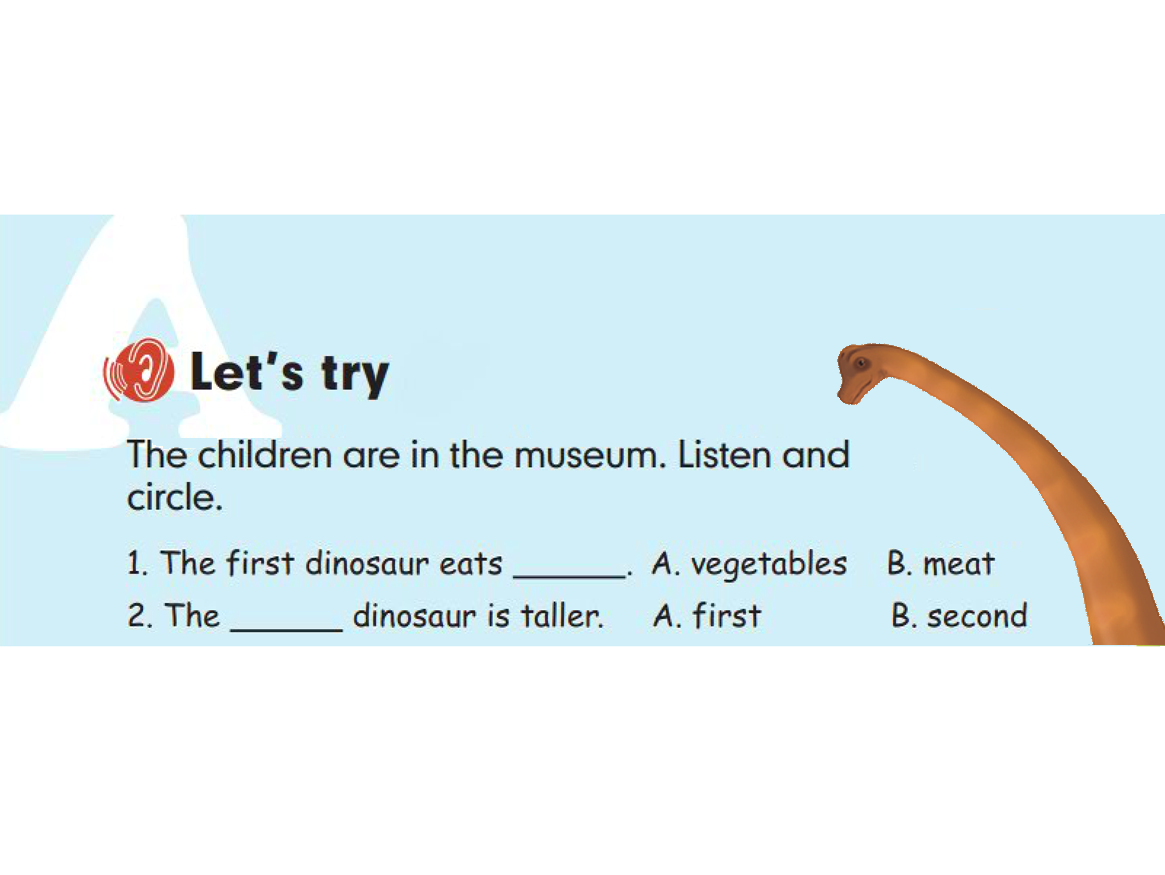 A
Let's try
The children are in the museum. Listen and
circle.
1. The first dinosaur eats ______. A. vegetables B. meat
2. The ______ dinosaur is taller. A. first B. second